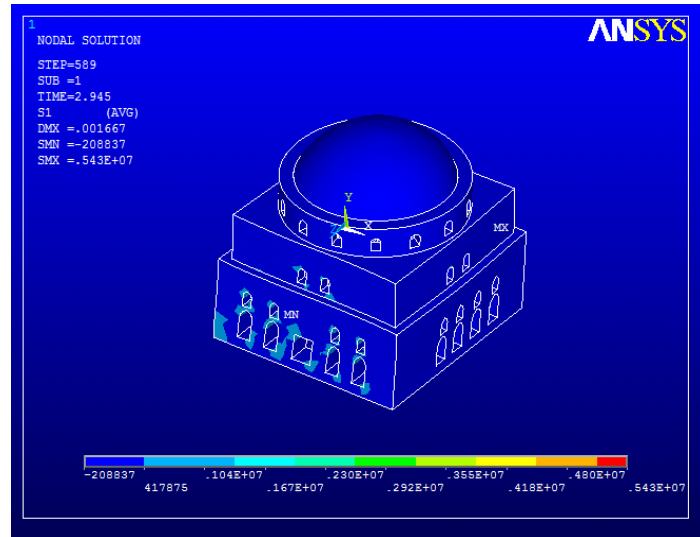 1
ANSYS
NODAL SOLUTION
STEP=589
SUB =1
TIME=2.945
S1 (AVG)
DMX =.001667
SMN =-208837
SMX =.543E+07
Y
Z X
MX
MN
-208837 .104E+07 .230E+07 .355E+07 .480E+07
417875 .167E+07 .292E+07 .418E+07 .543E+07